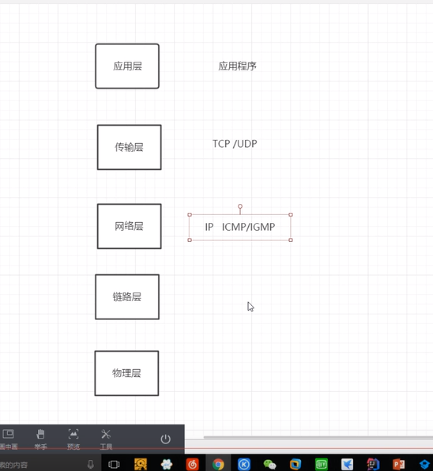 应用层 应用程序
传输层 TCP /UDP
网络层 IP ICMP/IGMP
链路层
物理层
画中画 举手 预览 工具
我的内容